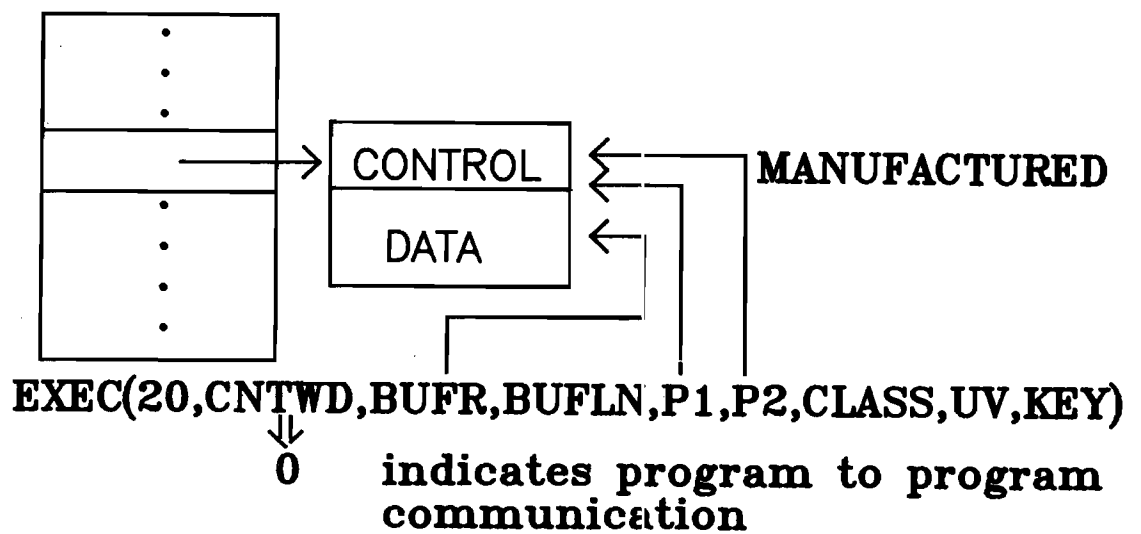 CONTROL
MANUFACTURED
DATA
EXEC(20,CNTWD,BUFR,BUFLN,P1,P2,CLASS,UV,KEY)
0 indicates program to program
communication